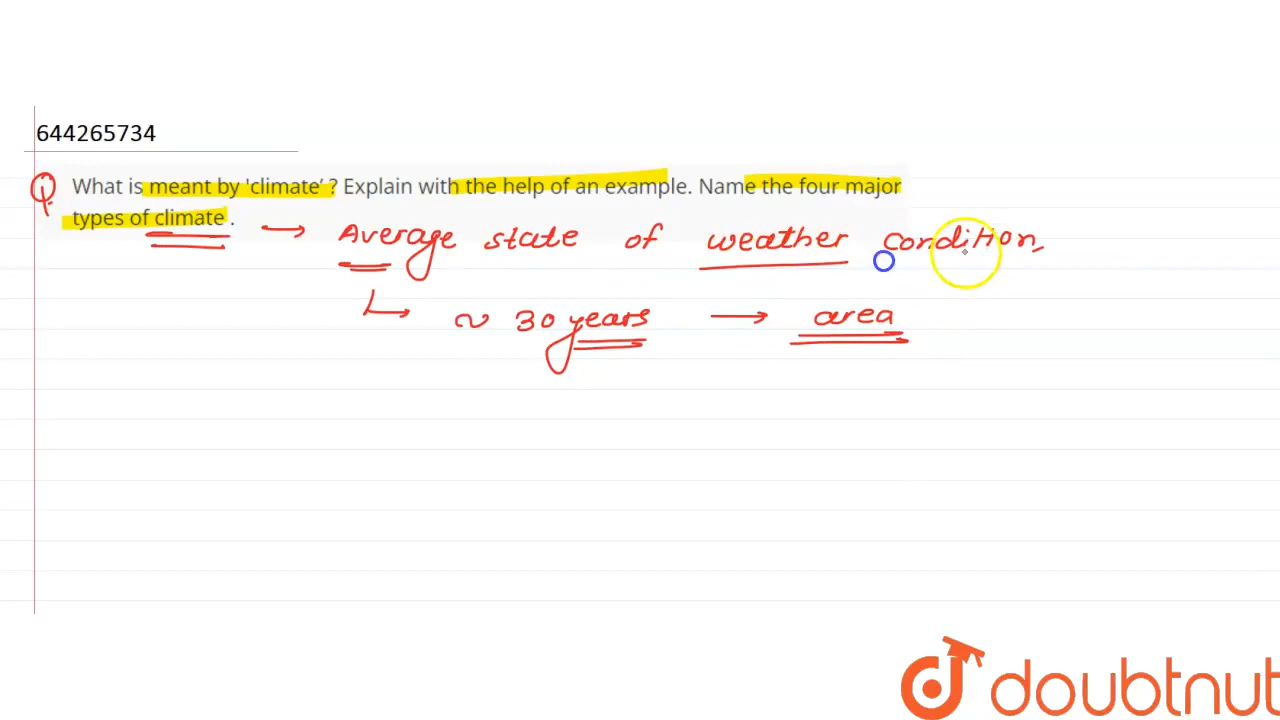 644265734
Q. What is meant by 'climate' ? Explain with the help of an example. Name the four major
types of climate .
→ Average state of weather condition,
↳ ~ 30 years → area
doubtnut